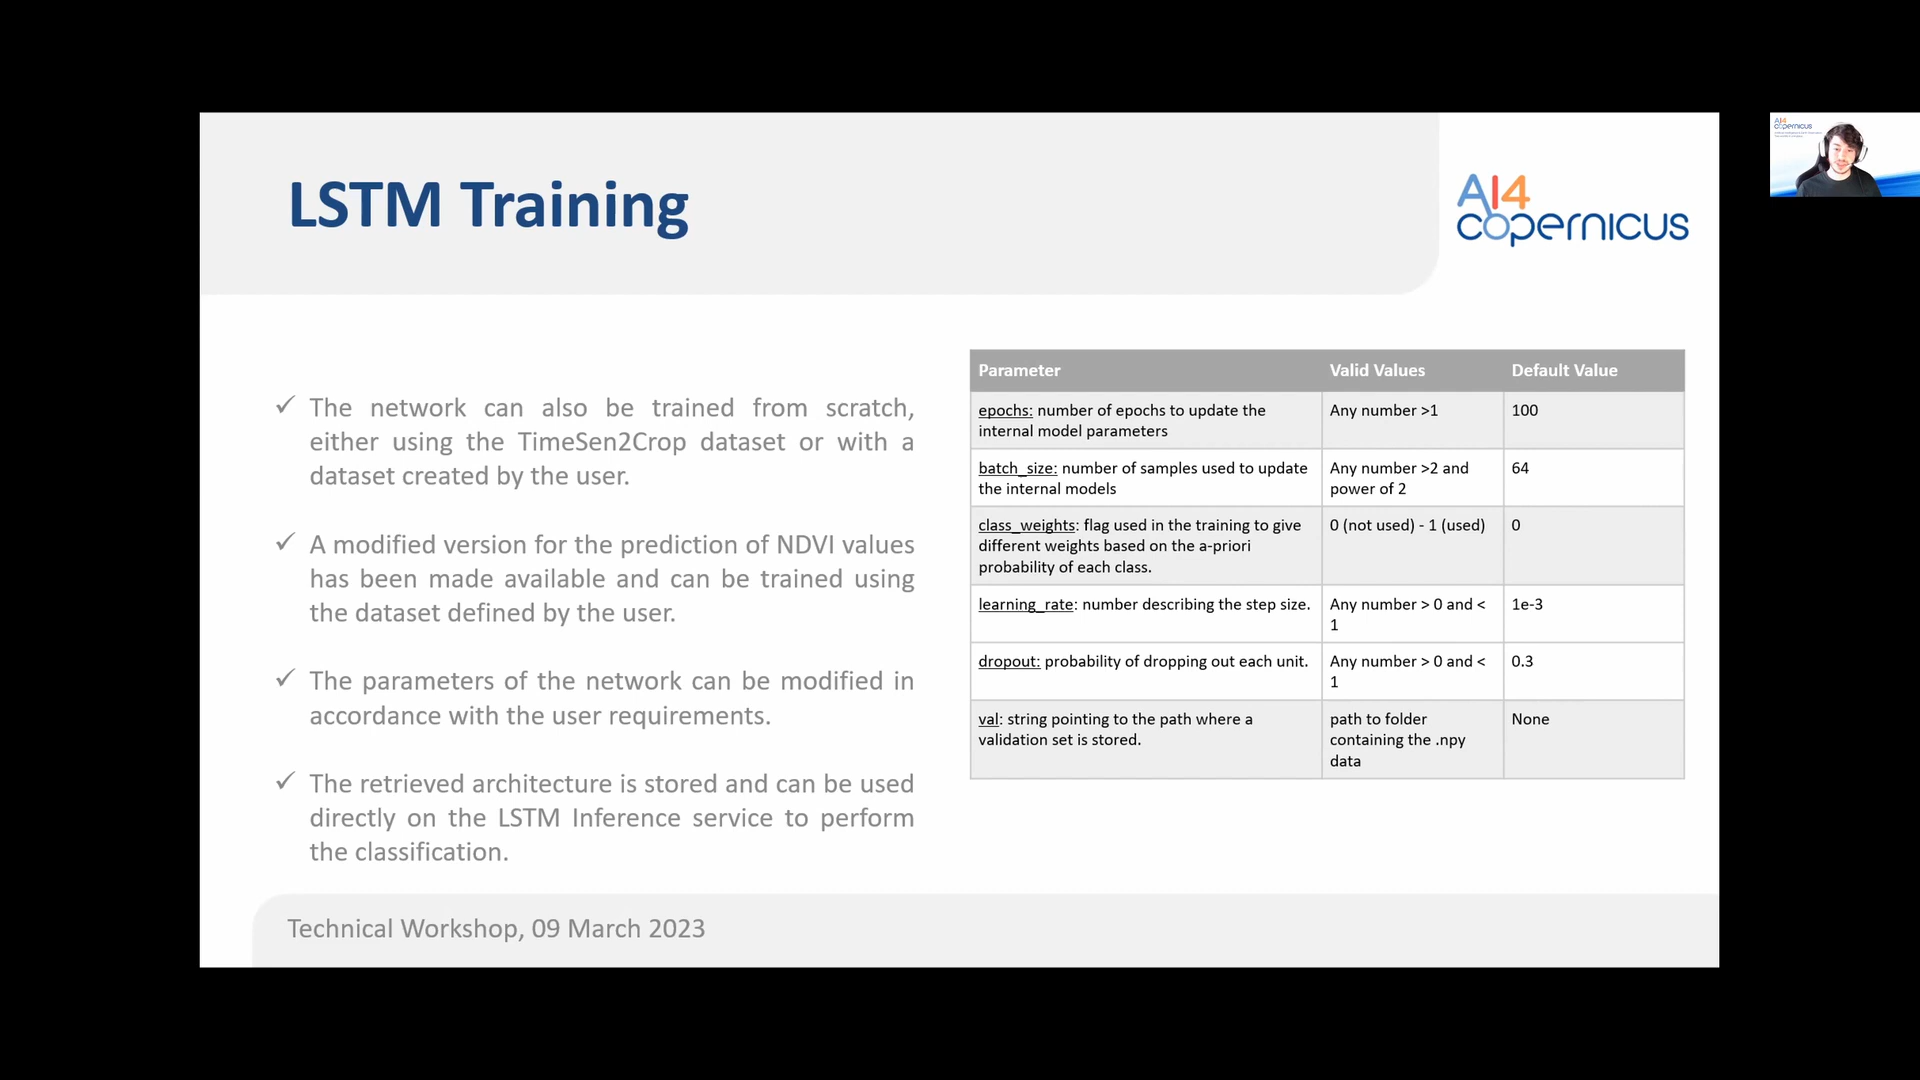 LSTM Training
AI4
copernicus
AI4
copernicus
The network can also be trained from scratch,
either using the TimeSen2Crop dataset or with a
dataset created by the user.
A modified version for the prediction of NDVI values
has been made available and can be trained using
the dataset defined by the user.
The parameters of the network can be modified in
accordance with the user requirements.
The retrieved architecture is stored and can be used
directly on the LSTM Inference service to perform
the classification.
Parameter Valid Values Default Value
epochs: number of epochs to update the Any number >1 100
internal model parameters
batch_size: number of samples used to update Any number >2 and 64
the internal models power of 2
class_weights: flag used in the training to give 0 (not used) - 1 (used) 0
different weights based on the a-priori
probability of each class.
learning_rate: number describing the step size. Any number > 0 and < 1e-3
1
dropout: probability of dropping out each unit. Any number > 0 and < 0.3
1
val: string pointing to the path where a path to folder None
validation set is stored. containing the .npy
data
Technical Workshop, 09 March 2023